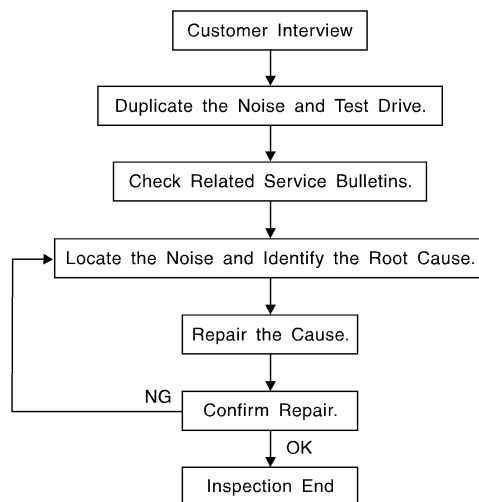 Customer Interview
Duplicate the Noise and Test Drive.
Check Related Service Bulletins.
Locate the Noise and Identify the Root Cause.
Repair the Cause.
NG
Confirm Repair.
OK
Inspection End